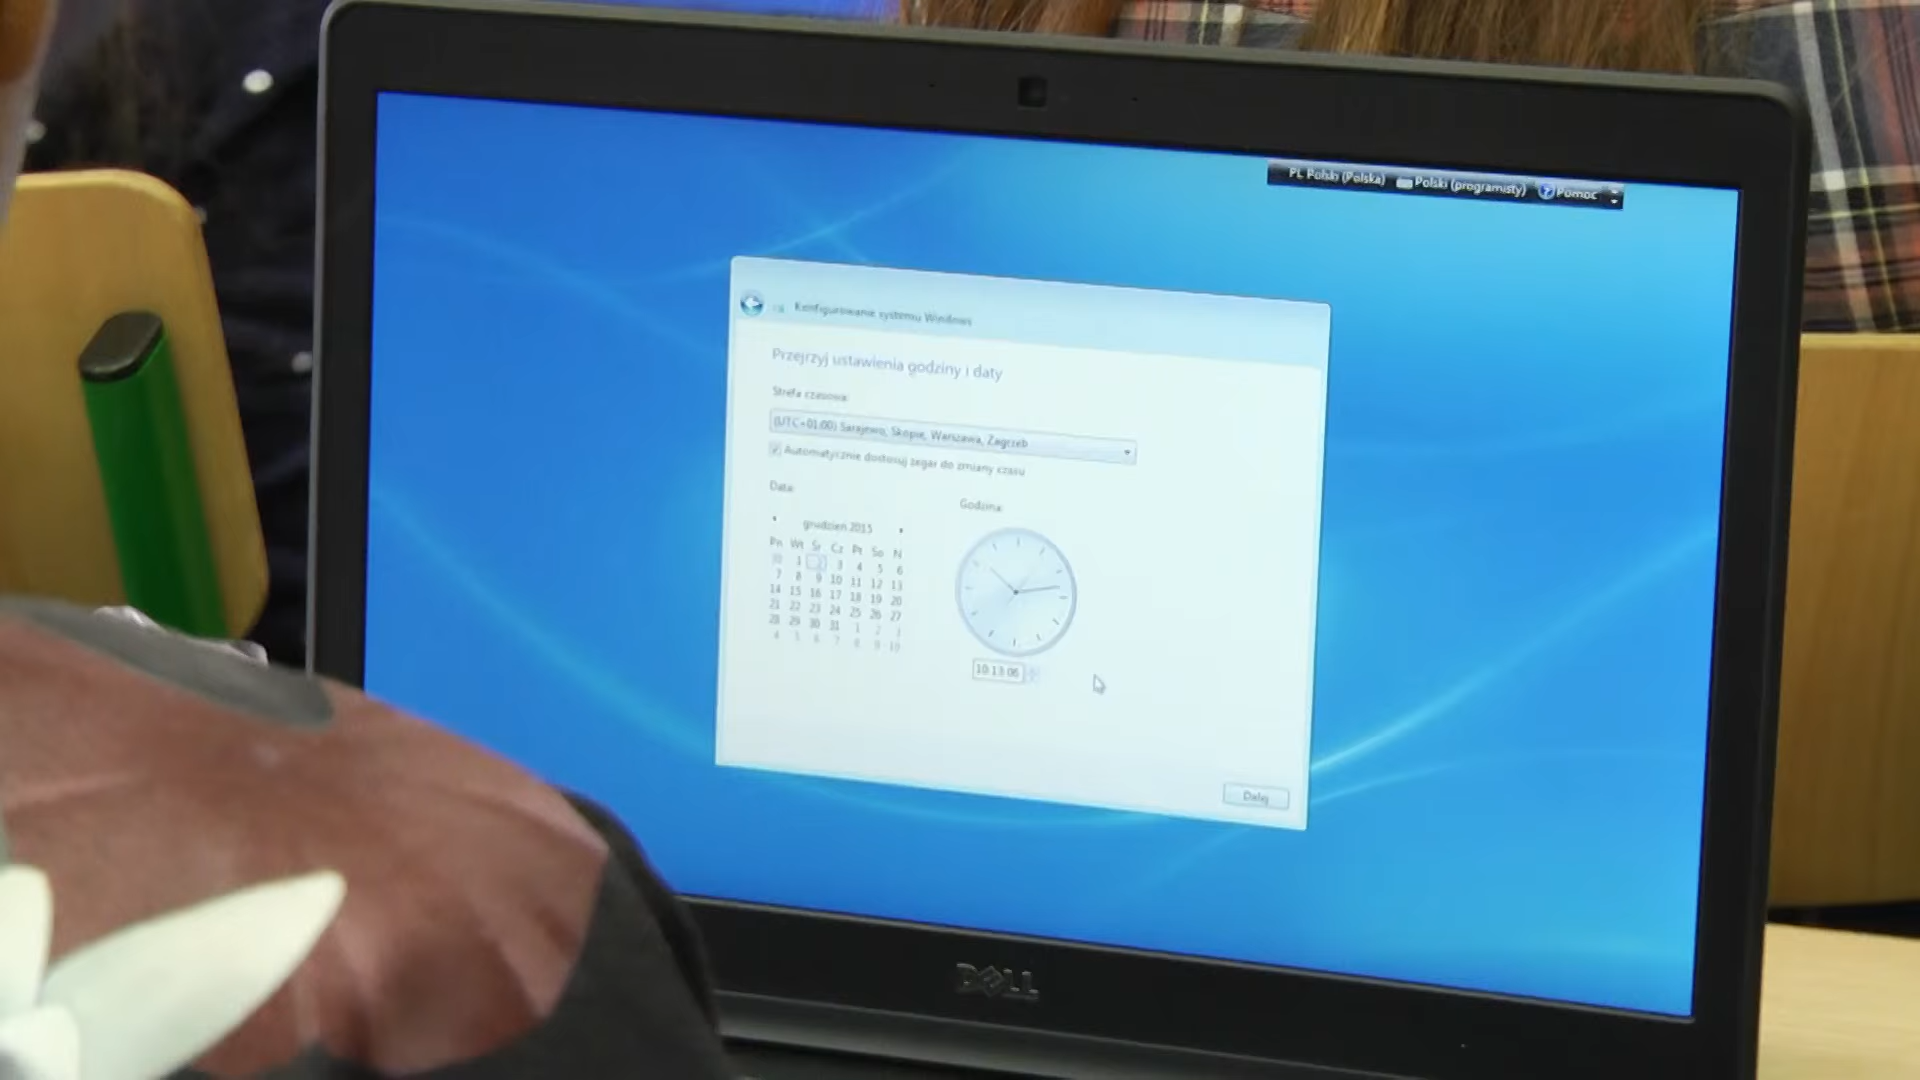 PL Polski (Polska) Polski (programisty) ? Pomoc
Konfigurowanie systemu Windows
Przejrzyj ustawienia godziny i daty
Strefa czasowa:
(UTC+01:00) Sarajewo, Skopie, Warszawa, Zagrzeb
Automatycznie dostosuj zegar do zmiany czasu
Data:
Godzina:
grudzień 2015
Pn Wt Śr Cz Pt So N
30 1 2 3 4 5 6
7 8 9 10 11 12 13
14 15 16 17 18 19 20
21 22 23 24 25 26 27
28 29 30 31 1 2 3
4 5 6 7 8 9 10
10:13:06
Dalej
DELL